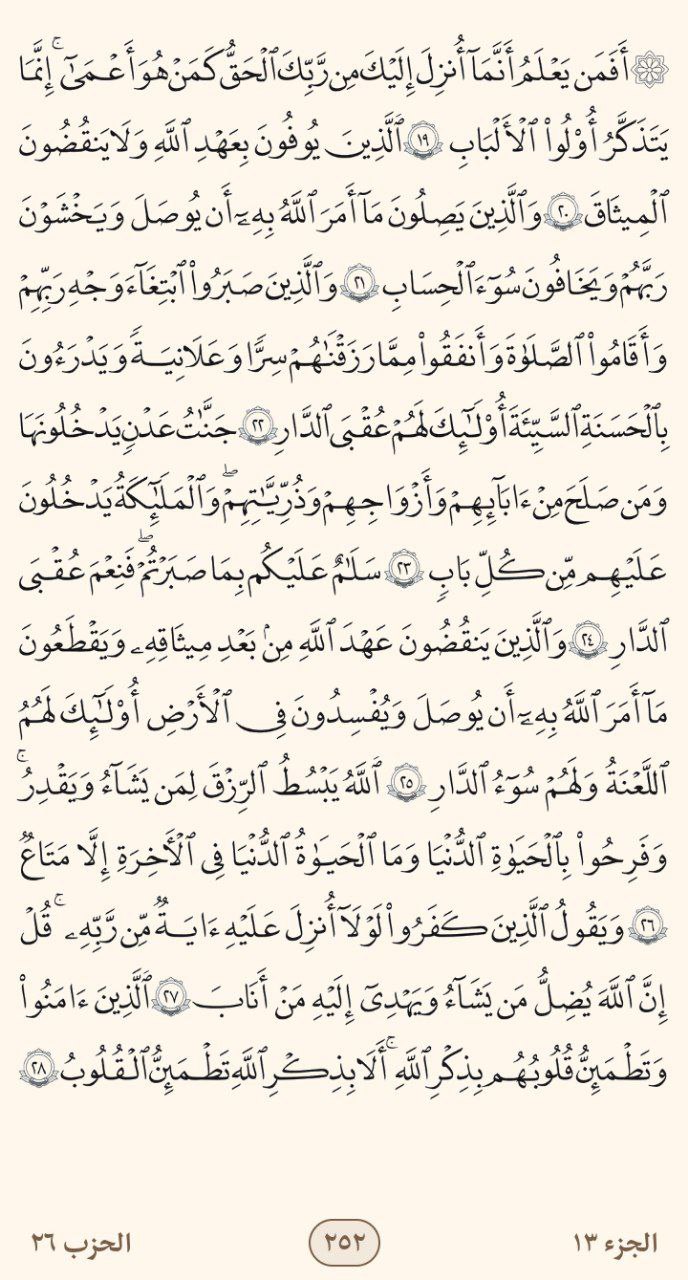 ۞ أَفَمَن يَعْلَمُ أَنَّمَآ أُنزِلَ إِلَيْكَ مِن رَّبِّكَ ٱلْحَقُّ كَمَنْ هُوَ أَعْمَىٰٓ ۚ إِنَّمَا
يَتَذَكَّرُ أُو۟لُوا۟ ٱلْأَلْبَـٰبِ ١٩ ٱلَّذِينَ يُوفُونَ بِعَهْدِ ٱللَّهِ وَلَا يَنقُضُونَ
ٱلْمِيثَـٰقَ ٢٠ وَٱلَّذِينَ يَصِلُونَ مَآ أَمَرَ ٱللَّهُ بِهِۦٓ أَن يُوصَلَ وَيَخْشَوْنَ
رَبَّهُمْ وَيَخَافُونَ سُوٓءَ ٱلْحِسَابِ ٢١ وَٱلَّذِينَ صَبَرُوا۟ ٱبْتِغَآءَ وَجْهِ رَبِّهِمْ
وَأَقَامُوا۟ ٱلصَّلَوٰةَ وَأَنفَقُوا۟ مِمَّا رَزَقْنَـٰهُمْ سِرًّا وَعَلَانِيَةً وَيَدْرَءُونَ
بِٱلْحَسَنَةِ ٱلسَّيِّئَةَ أُو۟لَـٰٓئِكَ لَهُمْ عُقْبَى ٱلدَّارِ ٢٢ جَنَّـٰتُ عَدْنٍ يَدْخُلُونَهَا
وَمَن صَلَحَ مِنْ ءَابَآئِهِمْ وَأَزْوَٰجِهِمْ وَذُرِّيَّـٰتِهِمْ ۖ وَٱلْمَلَـٰٓئِكَةُ يَدْخُلُونَ
عَلَيْهِم مِّن كُلِّ بَابٍ ٢٣ سَلَـٰمٌ عَلَيْكُم بِمَا صَبَرْتُمْ ۖ فَنِعْمَ عُقْبَى
ٱلدَّارِ ٢٤ وَٱلَّذِينَ يَنقُضُونَ عَهْدَ ٱللَّهِ مِنۢ بَعْدِ مِيثَـٰقِهِۦ وَيَقْطَعُونَ
مَآ أَمَرَ ٱللَّهُ بِهِۦٓ أَن يُوصَلَ وَيُفْسِدُونَ فِى ٱلْأَرْضِ أُو۟لَـٰٓئِكَ لَهُمُ
ٱللَّعْنَةُ وَلَهُمْ سُوٓءُ ٱلدَّارِ ٢٥ ٱللَّهُ يَبْسُطُ ٱلرِّزْقَ لِمَن يَشَآءُ وَيَقْدِرُ ۚ
وَفَرِحُوا۟ بِٱلْحَيَوٰةِ ٱلدُّنْيَا وَمَا ٱلْحَيَوٰةُ ٱلدُّنْيَا فِى ٱلْـَٔاخِرَةِ إِلَّا مَتَـٰعٌ
٢٦ وَيَقُولُ ٱلَّذِينَ كَفَرُوا۟ لَوْلَآ أُنزِلَ عَلَيْهِ ءَايَةٌ مِّن رَّبِّهِۦ ۗ قُلْ
إِنَّ ٱللَّهَ يُضِلُّ مَن يَشَآءُ وَيَهْدِىٓ إِلَيْهِ مَنْ أَنَابَ ٢٧ ٱلَّذِينَ ءَامَنُوا۟
وَتَطْمَئِنُّ قُلُوبُهُم بِذِكْرِ ٱللَّهِ ۗ أَلَا بِذِكْرِ ٱللَّهِ تَطْمَئِنُّ ٱلْقُلُوبُ ٢٨
الجزء ١٣
٢٥٢
الحزب ٢٦